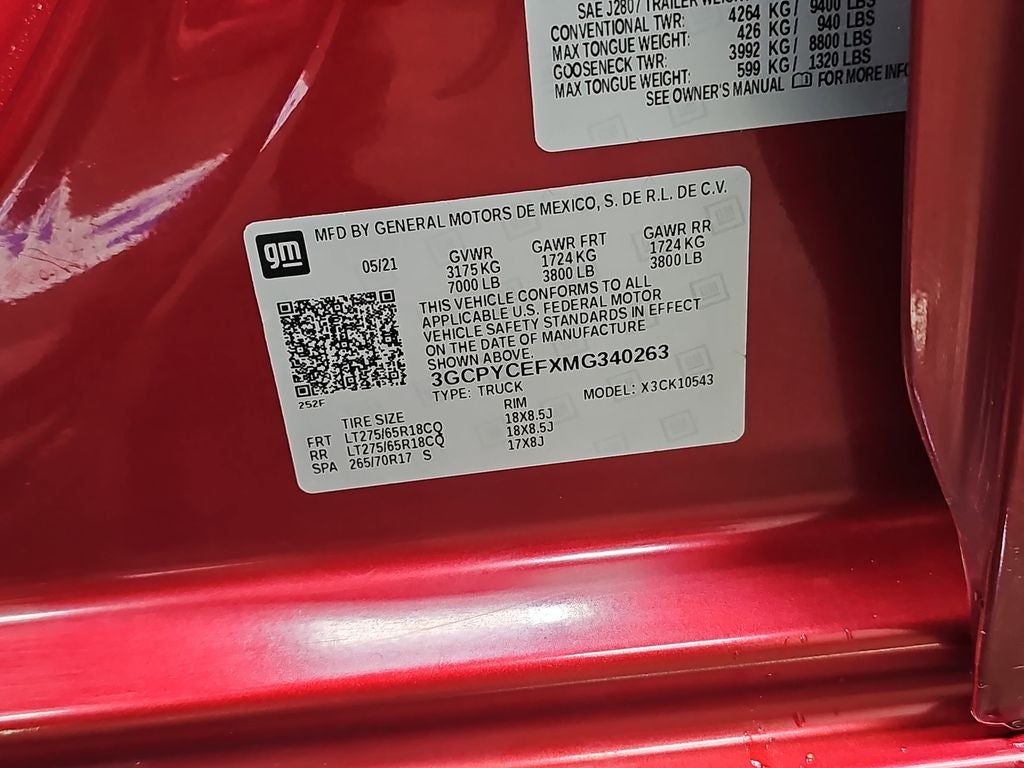 SAE J2807 TRAILER WEIGHT
CONVENTIONAL TWR: 4264 KG/ 9400 LBS
MAX TONGUE WEIGHT: 426 KG/ 940 LBS
GOOSENECK TWR: 3992 KG/ 8800 LBS
MAX TONGUE WEIGHT: 599 KG/ 1320 LBS
SEE OWNER'S MANUAL FOR MORE INFO
gm
MFD BY GENERAL MOTORS DE MEXICO, S. DE R.L. DE C.V.
05/21 GVWR GAWR FRT GAWR RR
3175 KG 1724 KG 1724 KG
7000 LB 3800 LB 3800 LB
THIS VEHICLE CONFORMS TO ALL
APPLICABLE U.S. FEDERAL MOTOR
VEHICLE SAFETY STANDARDS IN EFFECT
ON THE DATE OF MANUFACTURE
SHOWN ABOVE.
3GCPYCEFXMG340263
252F TYPE: TRUCK MODEL: X3CK10543
TIRE SIZE RIM
FRT LT275/65R18CQ 18X8.5J
RR LT275/65R18CQ 18X8.5J
SPA 265/70R17 S 17X8J